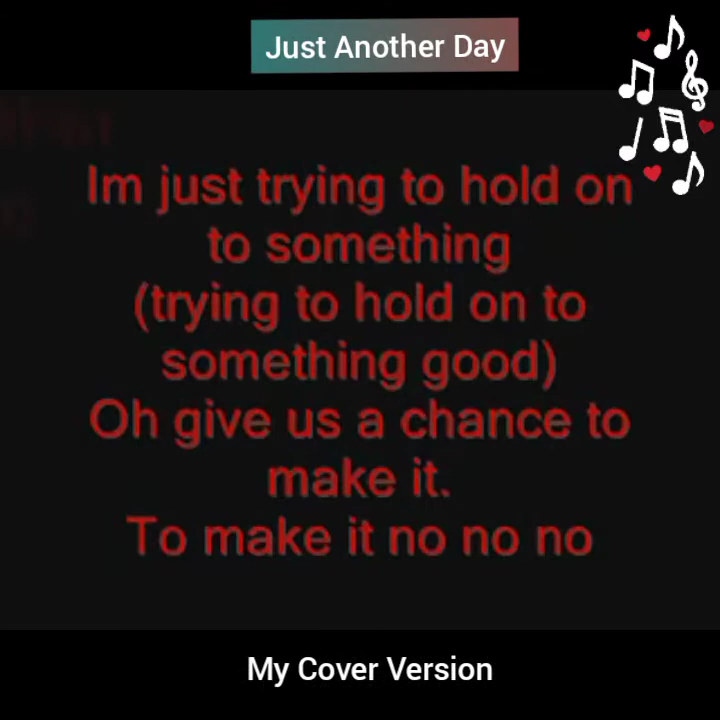 Just Another Day
Im just trying to hold on
to something
(trying to hold on to
something good)
Oh give us a chance to
make it.
To make it no no no
My Cover Version